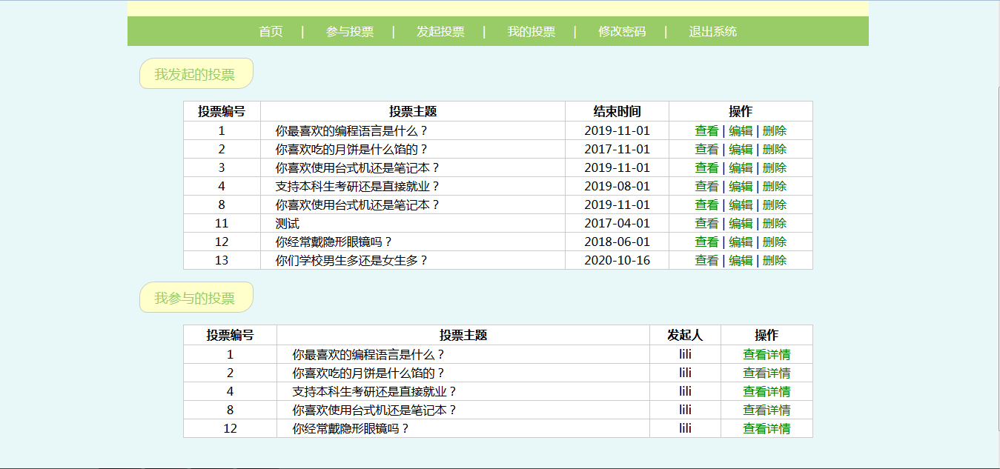 首页 | 参与投票 | 发起投票 | 我的投票 | 修改密码 | 退出系统
我发起的投票
投票编号 投票主题 结束时间 操作
1 你最喜欢的编程语言是什么？ 2019-11-01 查看 | 编辑 | 删除
2 你喜欢吃的月饼是什么馅的？ 2017-11-01 查看 | 编辑 | 删除
3 你喜欢使用台式机还是笔记本？ 2019-11-01 查看 | 编辑 | 删除
4 支持本科生考研还是直接就业？ 2019-08-01 查看 | 编辑 | 删除
8 你喜欢使用台式机还是笔记本？ 2019-11-01 查看 | 编辑 | 删除
11 测试 2017-04-01 查看 | 编辑 | 删除
12 你经常戴隐形眼镜吗？ 2018-06-01 查看 | 编辑 | 删除
13 你们学校男生多还是女生多？ 2020-10-16 查看 | 编辑 | 删除
我参与的投票
投票编号 投票主题 发起人 操作
1 你最喜欢的编程语言是什么？ lili 查看详情
2 你喜欢吃的月饼是什么馅的？ lili 查看详情
4 支持本科生考研还是直接就业？ lili 查看详情
8 你喜欢使用台式机还是笔记本？ lili 查看详情
12 你经常戴隐形眼镜吗？ lili 查看详情